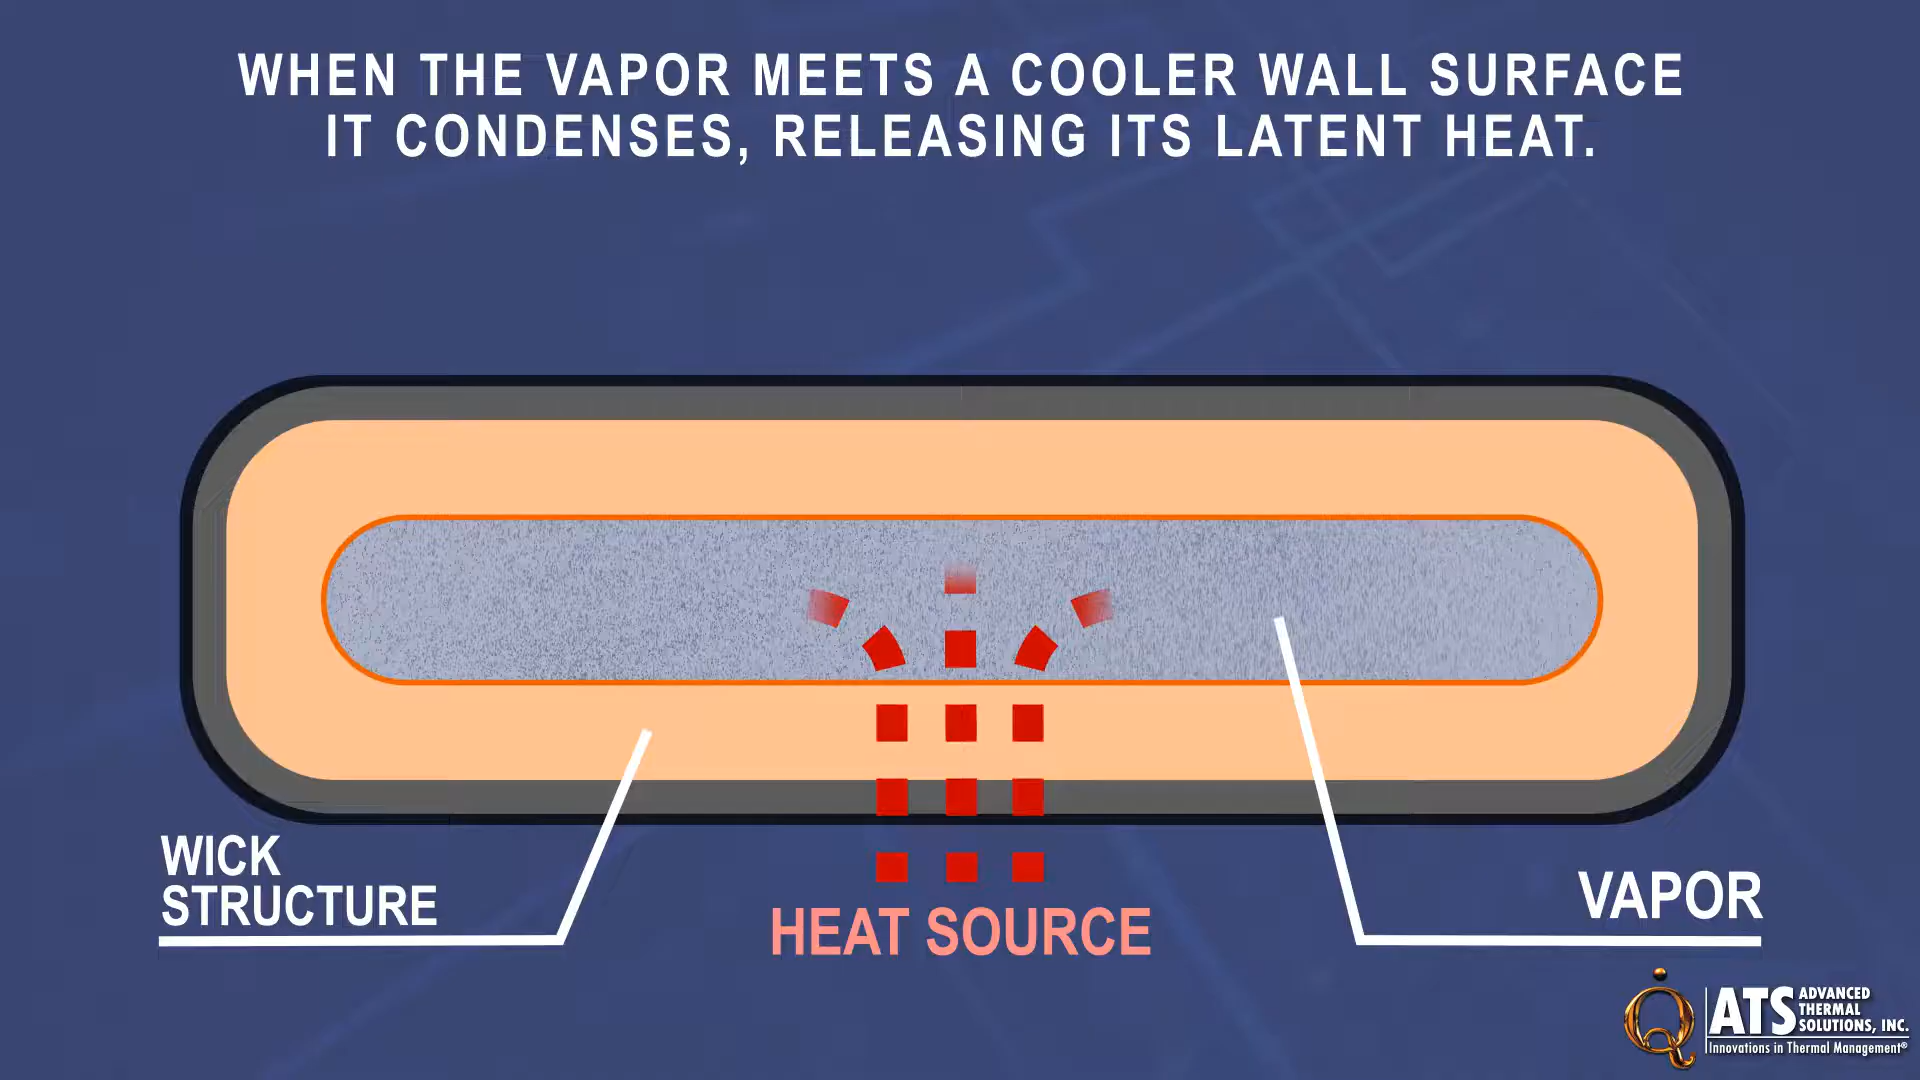 WHEN THE VAPOR MEETS A COOLER WALL SURFACE
IT CONDENSES, RELEASING ITS LATENT HEAT.
WICK
STRUCTURE
HEAT SOURCE
VAPOR
ATS
ADVANCED
THERMAL
SOLUTIONS, INC.
Innovations in Thermal Management®